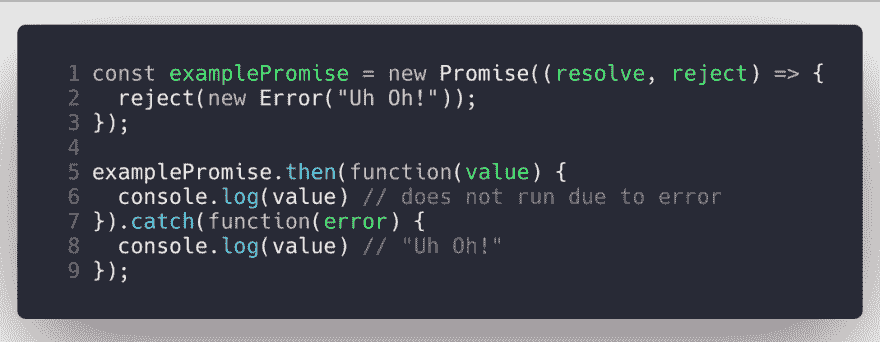 1 const examplePromise = new Promise((resolve, reject) => {
2   reject(new Error("Uh Oh!"));
3 });
4
5 examplePromise.then(function(value) {
6   console.log(value) // does not run due to error
7 }).catch(function(error) {
8   console.log(value) // "Uh Oh!"
9 });